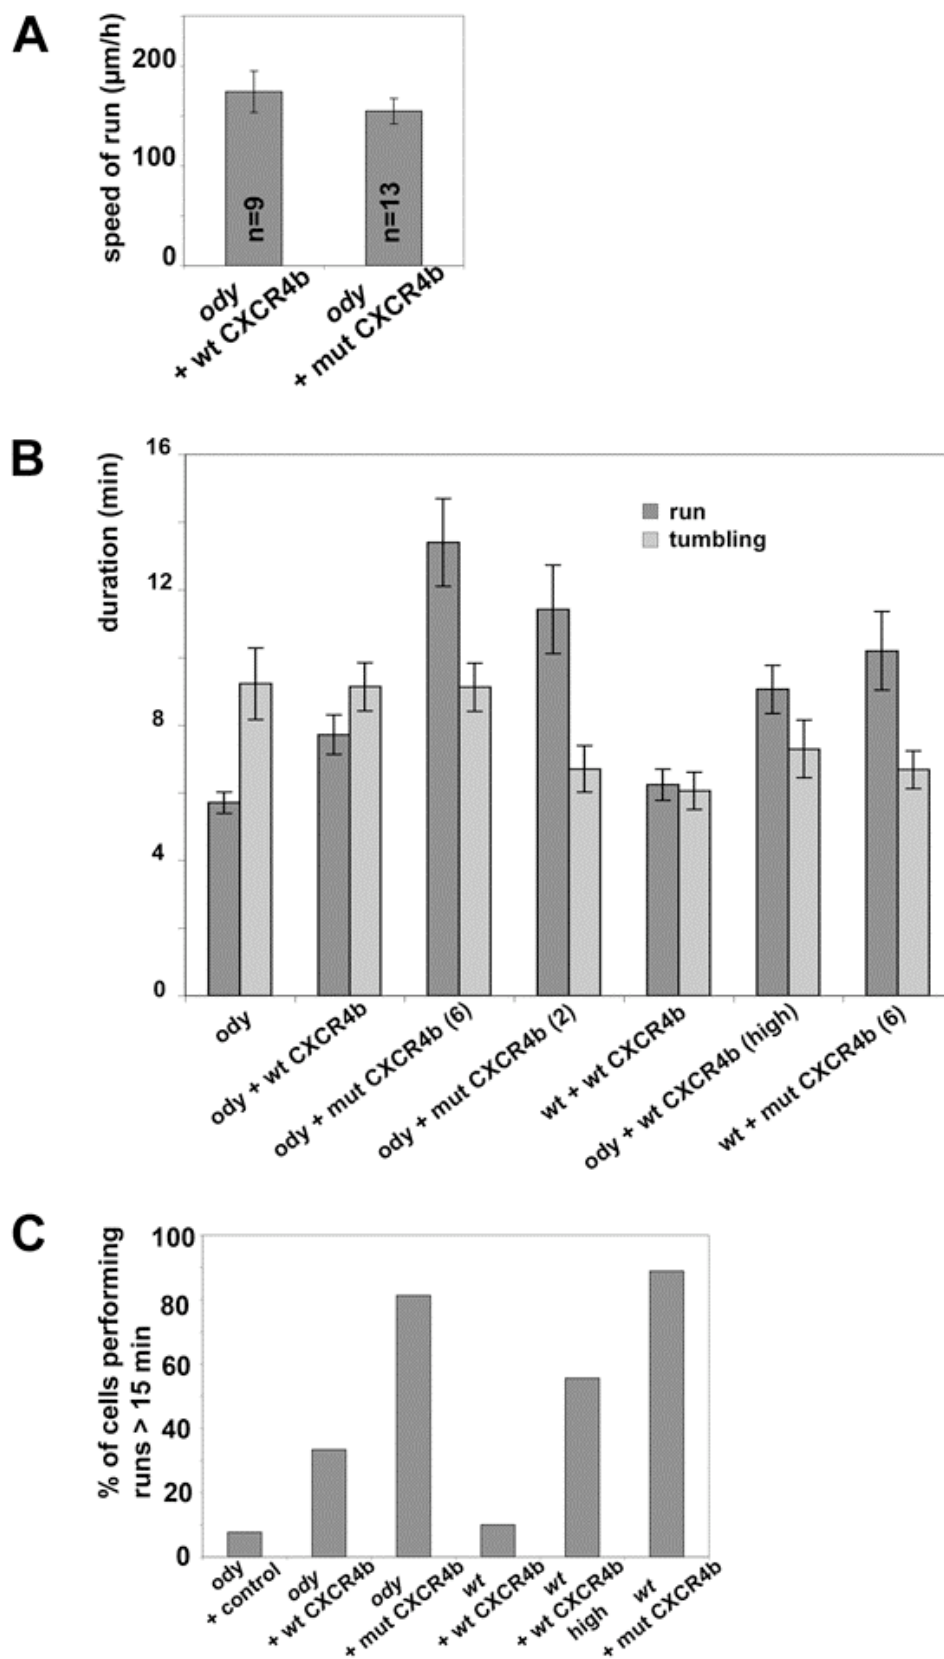 A
speed of run (µm/h)
200
100
0
n=9
n=13
ody
+ wt CXCR4b
ody
+ mut CXCR4b
B
duration (min)
16
12
8
4
0
run
tumbling
ody
ody + wt CXCR4b
ody + mut CXCR4b (6)
ody + mut CXCR4b (2)
wt + wt CXCR4b
ody + wt CXCR4b (high)
wt + mut CXCR4b (6)
C
% of cells performing
runs > 15 min
100
80
60
40
20
0
ody
+ control
ody
+ wt CXCR4b
ody
+ mut CXCR4b
wt
+ wt CXCR4b
wt
+ wt CXCR4b
high
wt
+ mut CXCR4b